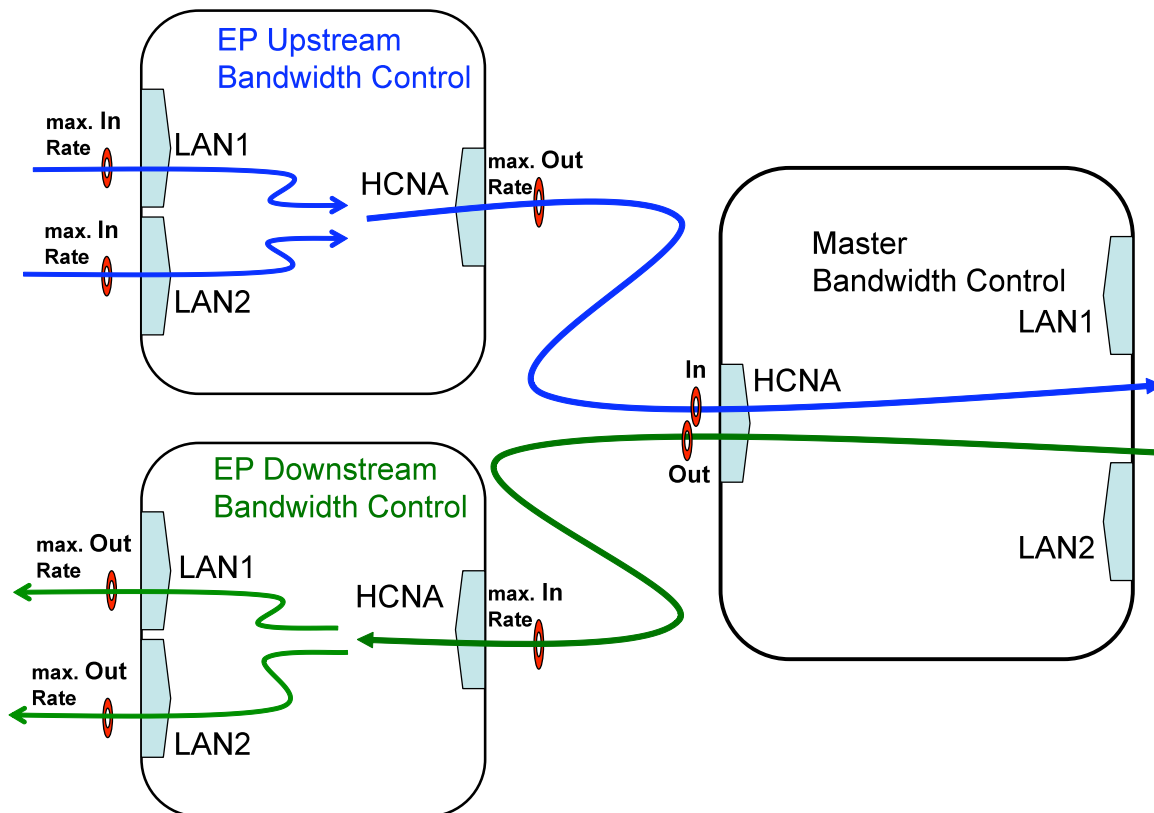 EP Upstream
Bandwidth Control
max. In
Rate
LAN1
max. In
Rate
LAN2
HCNA
max. Out
Rate
Master
Bandwidth Control
LAN1
In
HCNA
Out
LAN2
EP Downstream
Bandwidth Control
max. Out
Rate
LAN1
max. Out
Rate
LAN2
HCNA
max. In
Rate